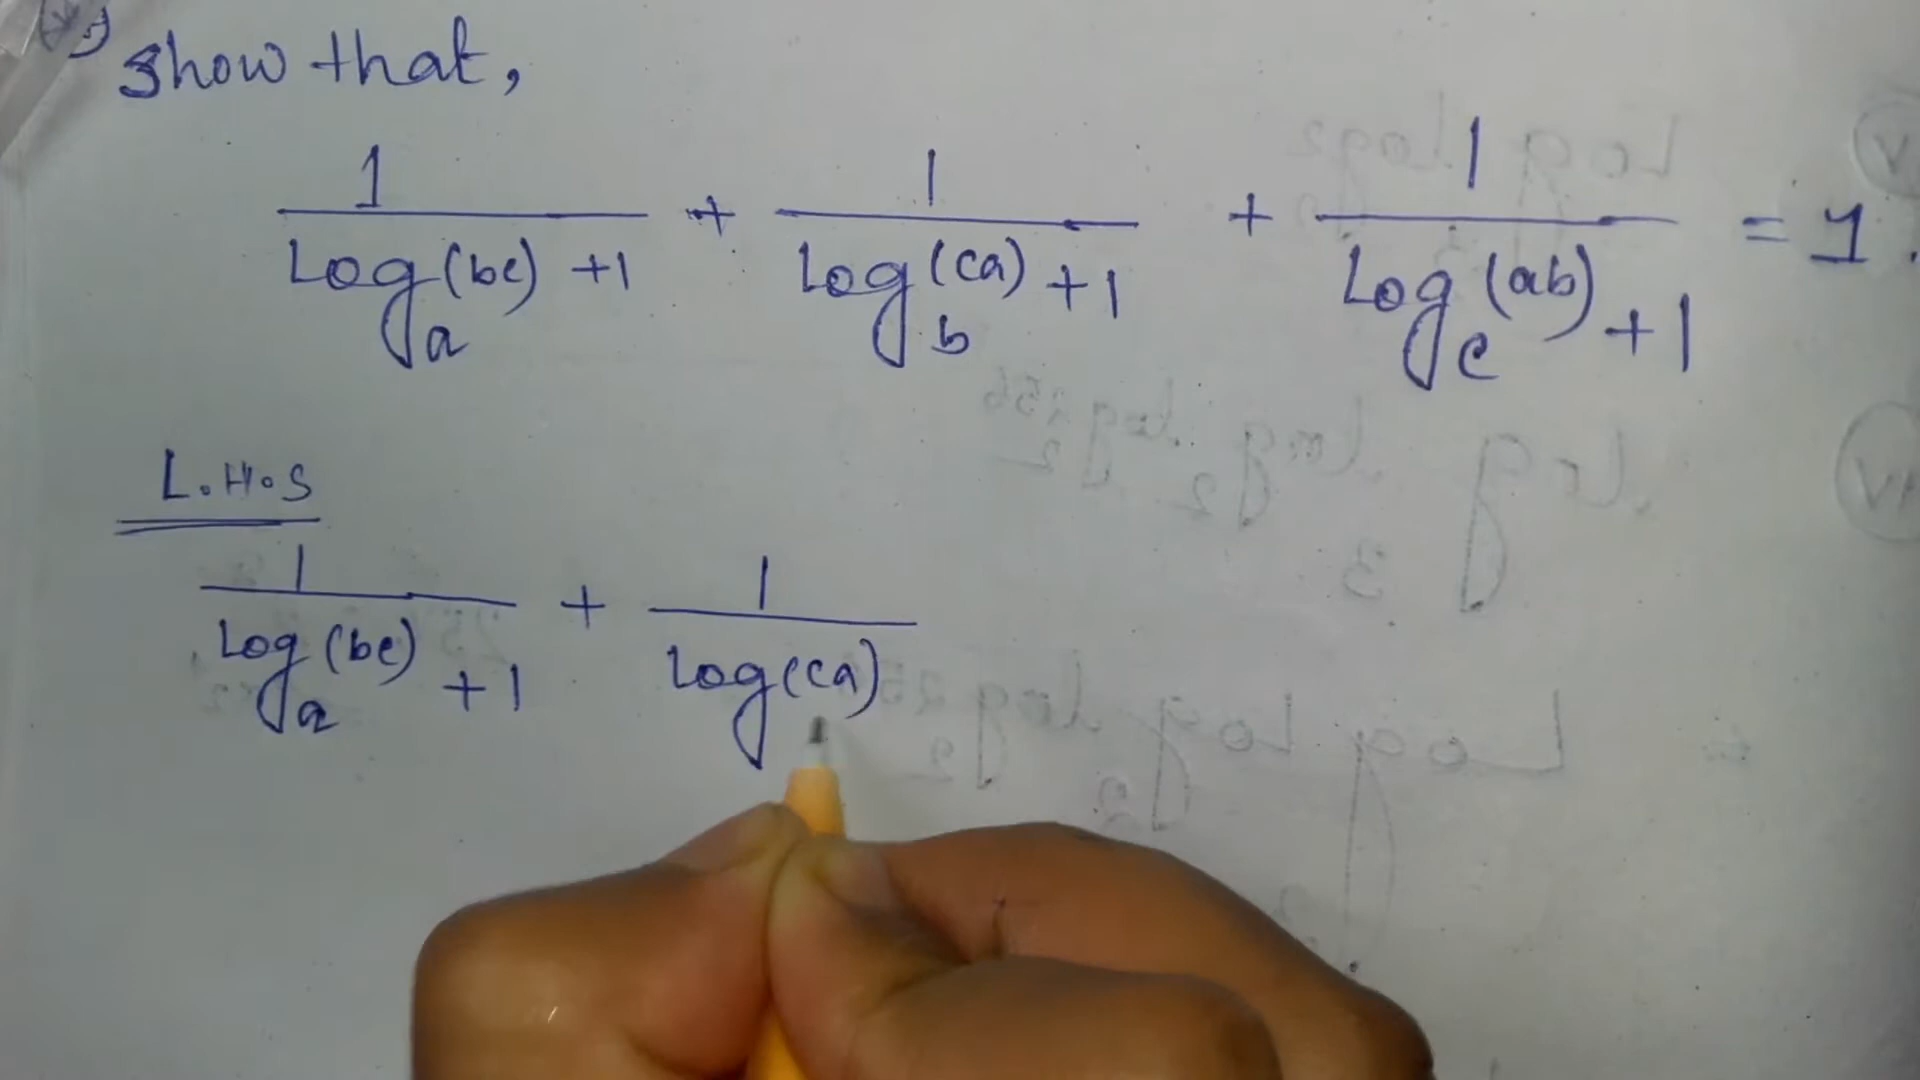 Show that,
1/(Log_a(bc) +1) + 1/(Log_b(ca) +1) + 1/(Log_c(ab) +1) = 1.
L.H.S
1/(Log_a(bc) +1) + 1/(Log(ca)